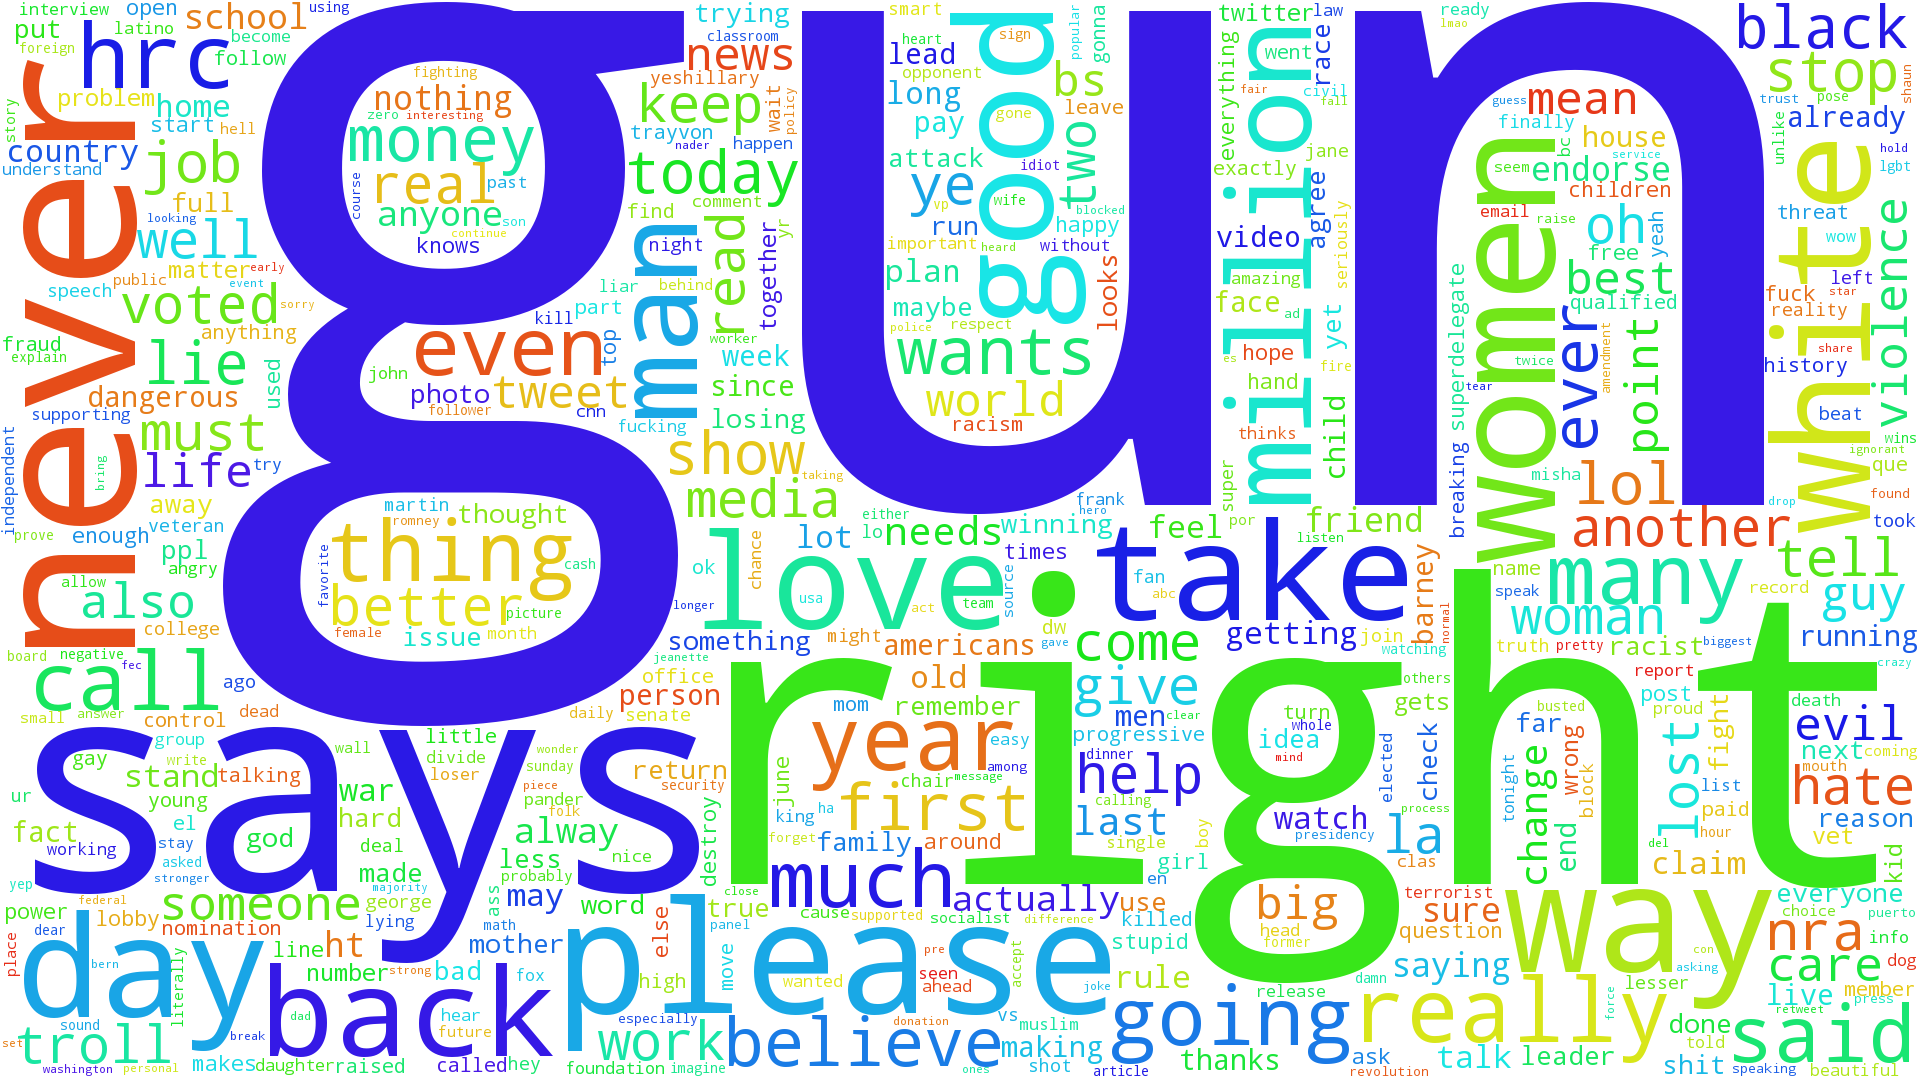 gun
right
says
never
good
million
women
white
love
take
please
day
back
way
really
said
going
believe
work
troll
much
year
first
help
give
come
many
woman
another
tell
guy
evil
hate
lost
change
nra
care
thing
better
even
tweet
man
show
media
today
read
keep
news
money
real
nothing
anyone
hrc
school
job
country
well
voted
lie
must
life
also
call
someone
wants
world
ye
two
bs
black
stop
mean
endorse
oh
best
ever
point
lol
violence
already
put
interview
open
using
latino
foreign
become
follow
problem
home
start
hell
story
understand
full
looking
matter
early
public
event
speech
sorry
anything
fraud
explain
dangerous
used
supporting
independent
bring
try
away
veteran
enough
prove
ppl
angry
allow
college
board
negative
fec
ago
small
answer
control
dead
group
gay
write
wall
stand
talking
young
ur
fact
el
working
stay
asked
yep
stronger
god
war
hard
deal
made
majority
george
federal
power
dear
lobby
nomination
lying
line
ht
number
strong
place
bern
literally
sound
break
dad
set
washington
makes
personal
daughter
raised
called
hey
hear
future
bad
fox
mother
may
word
ass
math
probably
less
alway
nice
folk
pander
piece
sunday
wonder
little
divide
loser
return
security
destroy
june
else
high
move
true
close
panel
wanted
especially
foundation
imagine
fighting
zero
interesting
past
course
son
knows
continue
john
photo
follower
cnn
kill
top
fucking
martin
romney
thought
favorite
cash
picture
female
issue
month
trying
classroom
yeshillary
wait
policy
trayvon
nader
happen
comment
find
night
together
yr
liar
behind
part
worker
week
since
losing
taking
smart
heart
lead
opponent
long
pay
attack
sign
gone
idiot
vp
wife
run
important
heard
without
plan
maybe
respect
police
looks
racism
popular
gonna
leave
happy
blocked
twitter
went
everything
exactly
law
race
civil
fair
fall
jane
agree
video
amazing
seriously
face
ad
yet
es
hope
fire
hand
thinks
child
super
ready
lmao
guess
finally
bc
house
service
seem
children
email
raise
yeah
free
qualified
twice
amendment
tear
superdelegate
breaking
misha
shaun
trust
pose
unlike
hold
lgbt
threat
wow
left
fuck
star
reality
share
history
beat
wins
ignorant
que
found
drop
took
either
lo
needs
lot
winning
frank
hero
feel
por
listen
friend
times
chance
ok
longer
usa
act
team
source
fan
abc
dw
gave
something
jeanette
might
americans
office
person
senate
daily
old
remember
mom
men
clear
progressive
easy
among
dinner
chair
message
calling
king
ha
forget
family
around
last
single
girl
boy
en
actually
use
cause
supported
socialist
difference
killed
stupid
pre
seen
ahead
accept
joke
rule
donation
vs
muslim
making
shot
ones
article
thanks
getting
barney
join
normal
watching
others
gets
turn
whole
idea
mind
watch
presidency
elected
check
process
la
clas
big
head
former
terrorist
sure
question
damn
saying
release
ask
revolution
talk
leader
force
lesser
name
speak
record
truth
pretty
racist
biggest
running
crazy
report
post
proud
death
far
busted
fight
next
coming
mouth
list
tonight
wrong
block
end
paid
hour
reason
claim
del
vet
kid
everyone
choice
puerto
info
con
asking
dog
member
live
press
retweet
done
told
shit
speaking
beautiful